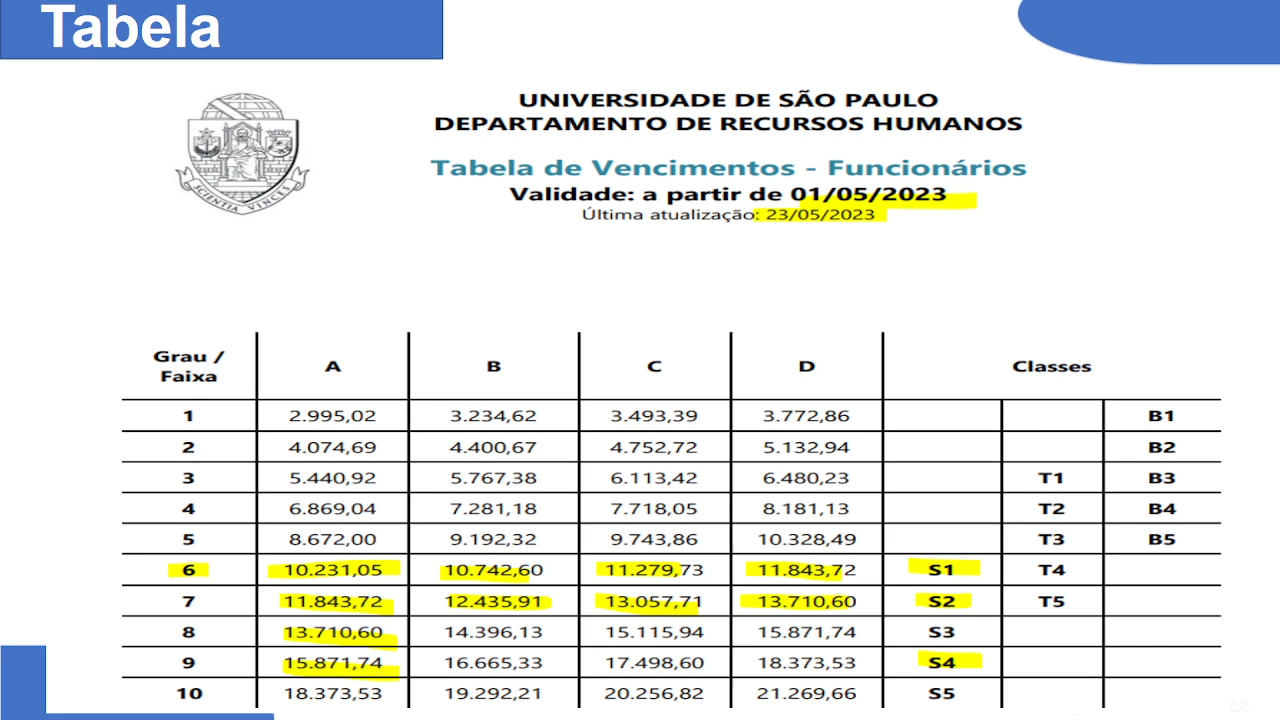 Tabela
UNIVERSIDADE DE SÃO PAULO
DEPARTAMENTO DE RECURSOS HUMANOS
Tabela de Vencimentos - Funcionários
Validade: a partir de 01/05/2023
Última atualização: 23/05/2023
SCIENTIA VINCES
Grau / Faixa A B C D Classes
1 2.995,02 3.234,62 3.493,39 3.772,86 B1
2 4.074,69 4.400,67 4.752,72 5.132,94 B2
3 5.440,92 5.767,38 6.113,42 6.480,23 T1 B3
4 6.869,04 7.281,18 7.718,05 8.181,13 T2 B4
5 8.672,00 9.192,32 9.743,86 10.328,49 T3 B5
6 10.231,05 10.742,60 11.279,73 11.843,72 S1 T4
7 11.843,72 12.435,91 13.057,71 13.710,60 S2 T5
8 13.710,60 14.396,13 15.115,94 15.871,74 S3
9 15.871,74 16.665,33 17.498,60 18.373,53 S4
10 18.373,53 19.292,21 20.256,82 21.269,66 S5